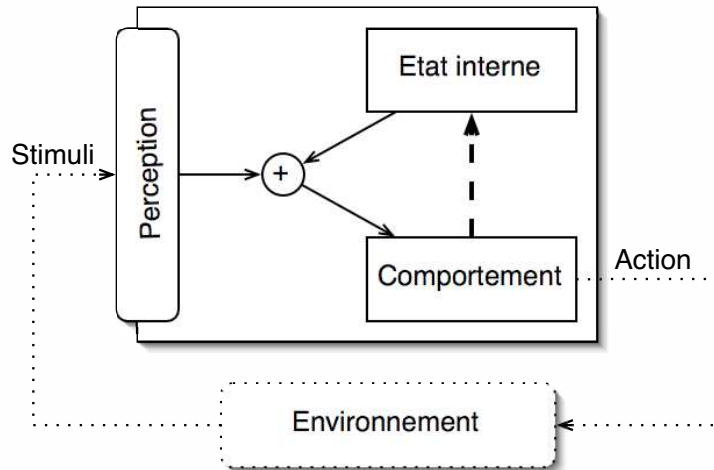 Etat interne
Stimuli
Perception
+
Comportement
Action
Environnement